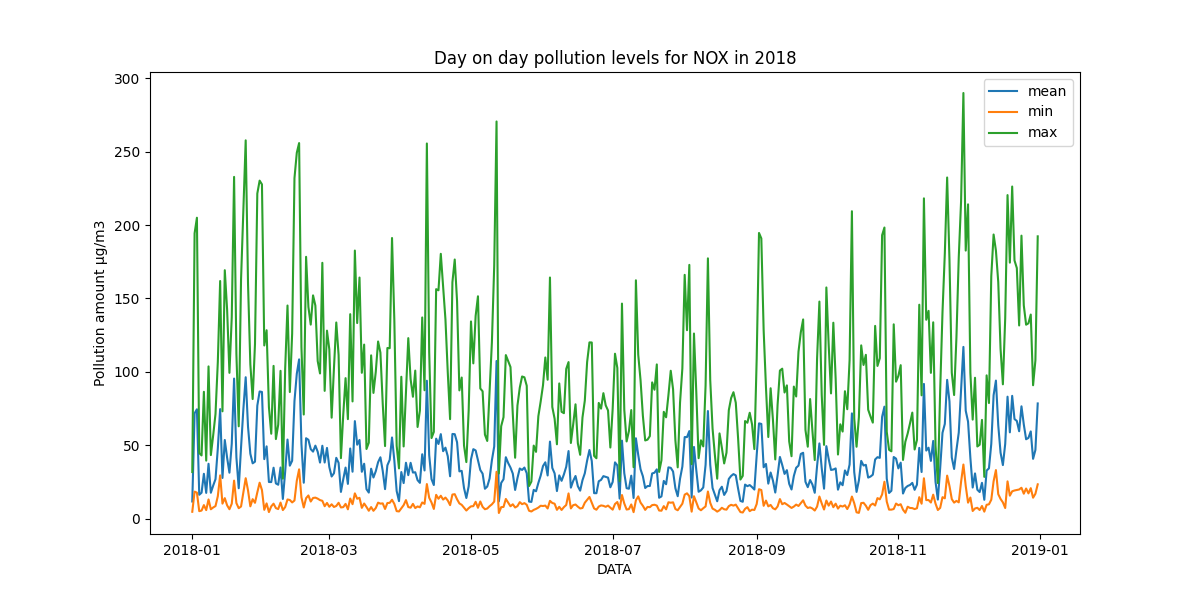 Day on day pollution levels for NOX in 2018
300
250
200
150
100
50
0
Pollution amount µg/m3
mean
min
max
2018-01
2018-03
2018-05
2018-07
2018-09
2018-11
2019-01
DATA